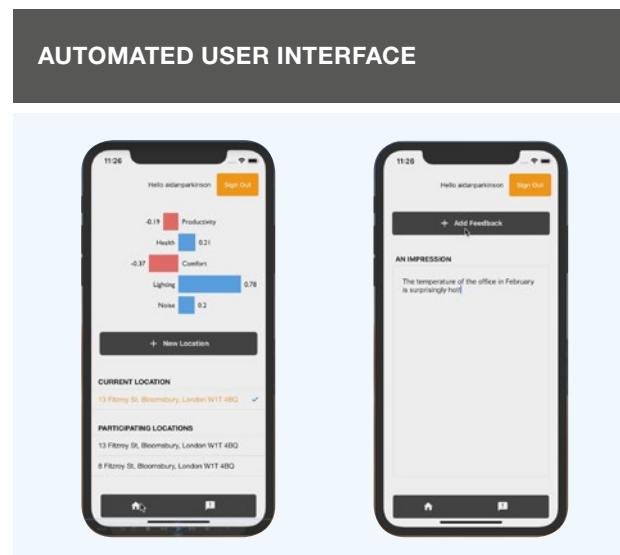 AUTOMATED USER INTERFACE
11:26
Hello aidanparkinson
Sign Out
-0.19 Productivity
Health 0.21
-0.37 Comfort
Lighting 0.78
Noise 0.2
+ New Location
CURRENT LOCATION
13 Fitzroy St, Bloomsbury, London W1T 4BQ
PARTICIPATING LOCATIONS
13 Fitzroy St, Bloomsbury, London W1T 4BQ
8 Fitzroy St, Bloomsbury, London W1T 4BQ
11:26
Hello aidanparkinson
Sign Out
+ Add Feedback
AN IMPRESSION
The temperature of the office in February
is surprisingly hot!